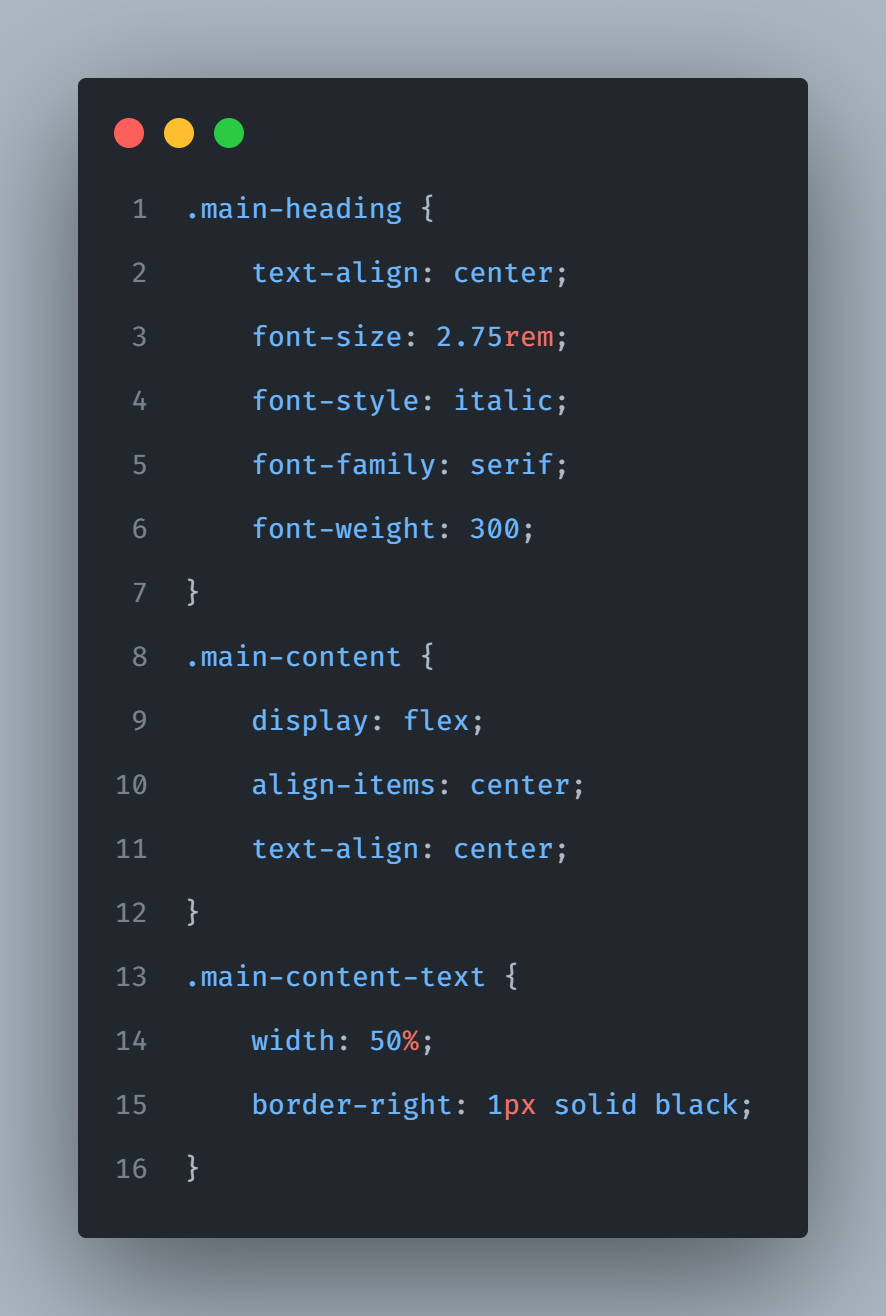 1 .main-heading {
2     text-align: center;
3     font-size: 2.75rem;
4     font-style: italic;
5     font-family: serif;
6     font-weight: 300;
7 }
8 .main-content {
9     display: flex;
10     align-items: center;
11     text-align: center;
12 }
13 .main-content-text {
14     width: 50%;
15     border-right: 1px solid black;
16 }